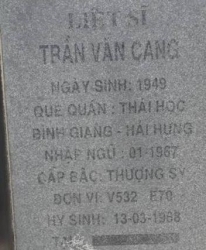 LIỆT SĨ
TRẦN VĂN CANG
NGÀY SINH: 1949
QUÊ QUÁN : THÁI HỌC
BÌNH GIANG - HẢI HƯNG
NHẬP NGŨ : 01-1967
CẤP BẬC: THƯỢNG SỸ
ĐƠN VỊ: V532 E70
HY SINH: 13-03-1968